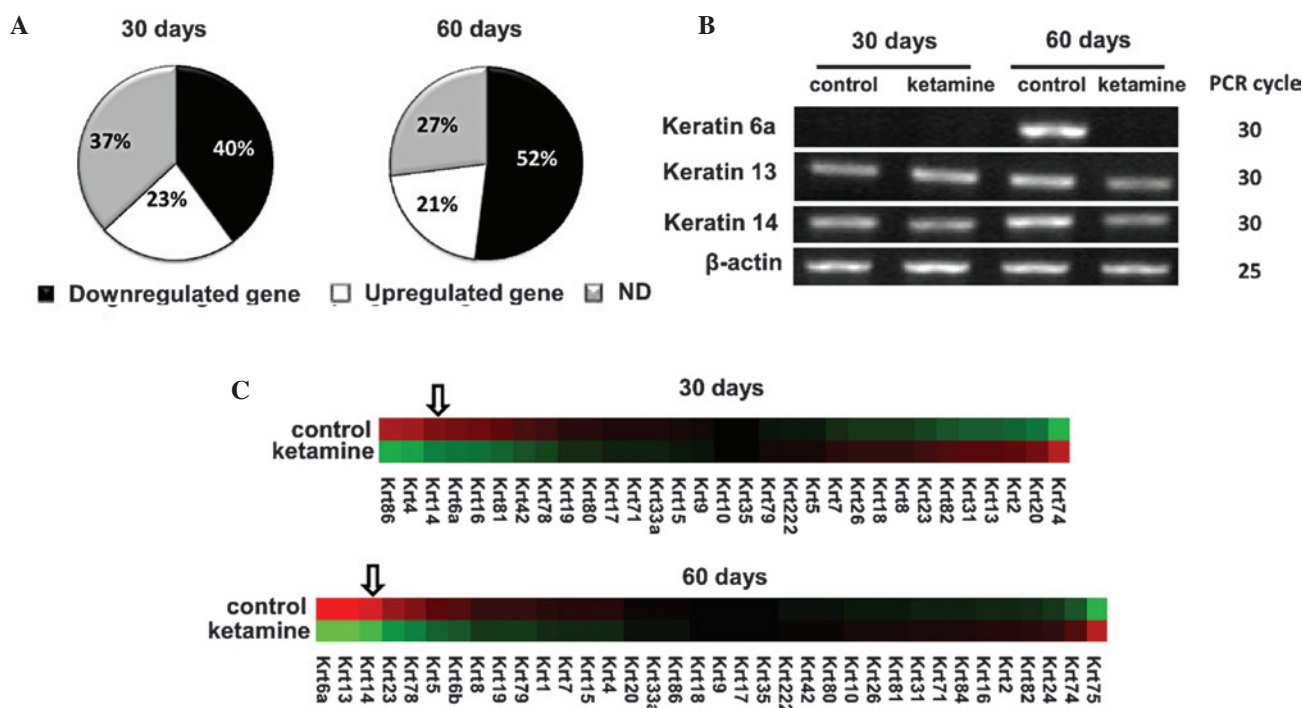 A
30 days
60 days
37%
40%
23%
27%
52%
21%
Downregulated gene
Upregulated gene
ND
B
30 days
60 days
control ketamine control ketamine PCR cycle
Keratin 6a 30
Keratin 13 30
Keratin 14 30
β-actin 25
C
30 days
control
ketamine
Krt86 Krt4 Krt14 Krt6a Krt16 Krt81 Krt42 Krt78 Krt19 Krt80 Krt17 Krt71 Krt33a Krt15 Krt9 Krt10 Krt35 Krt79 Krt222 Krt5 Krt7 Krt26 Krt18 Krt8 Krt23 Krt82 Krt31 Krt13 Krt2 Krt20 Krt74
60 days
control
ketamine
Krt6a Krt13 Krt14 Krt23 Krt78 Krt5 Krt6b Krt8 Krt19 Krt79 Krt1 Krt7 Krt15 Krt4 Krt20 Krt33a Krt86 Krt18 Krt9 Krt17 Krt35 Krt222 Krt42 Krt80 Krt10 Krt26 Krt81 Krt31 Krt71 Krt84 Krt16 Krt2 Krt82 Krt24 Krt74 Krt75